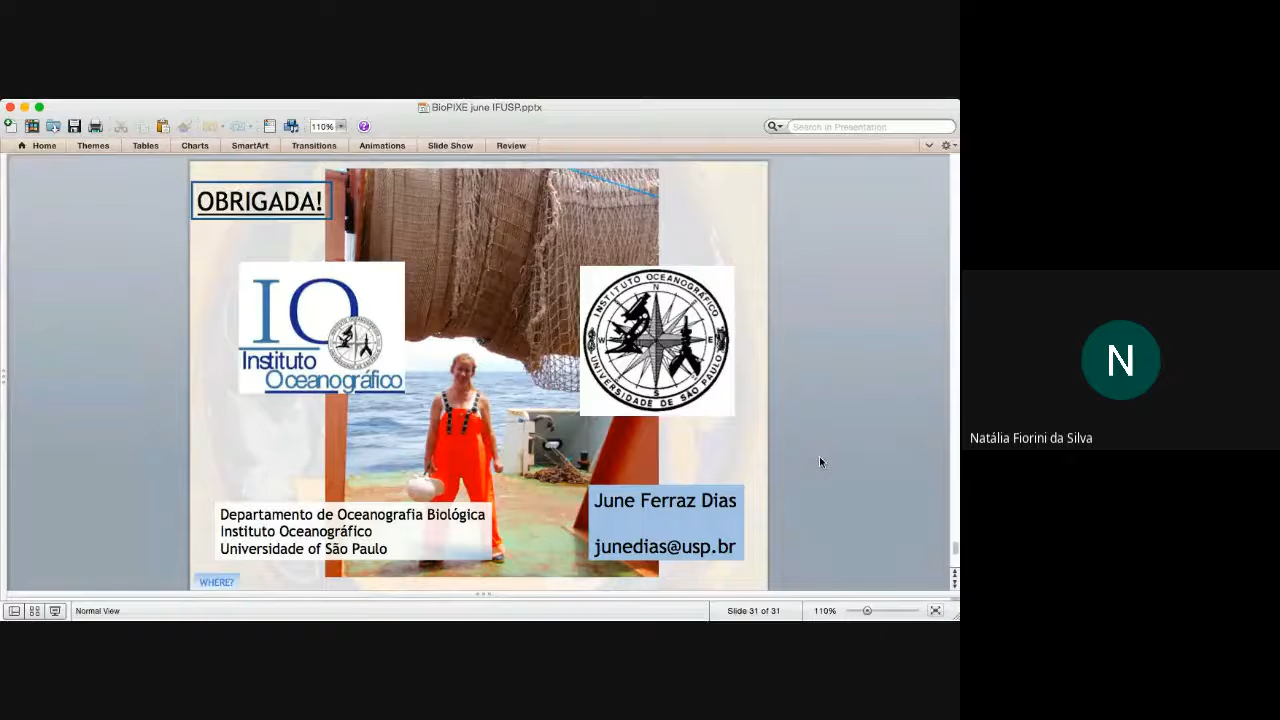 BioPIXE june IFUSP.pptx
110%
Search in Presentation
Home
Themes
Tables
Charts
SmartArt
Transitions
Animations
Slide Show
Review
OBRIGADA!
IO
Instituto
Oceanográfico
INSTITUTO OCEANOGRÁFICO
N
W
E
S
UNIVERSIDADE DE SÃO PAULO
June Ferraz Dias
junedias@usp.br
Departamento de Oceanografia Biológica
Instituto Oceanográfico
Universidade of São Paulo
WHERE?
Normal View
Slide 31 of 31
110%
N
Natália Fiorini da Silva